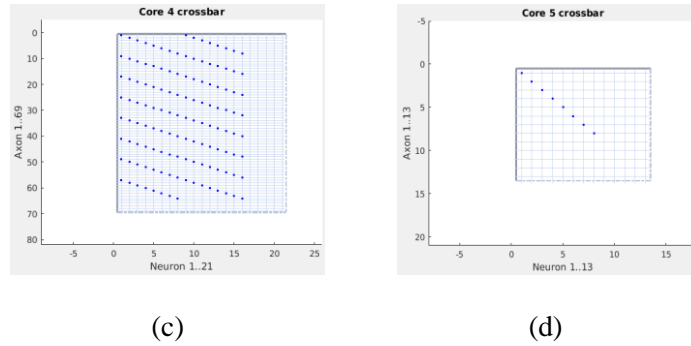 Core 4 crossbar
0
10
20
30
40
50
60
70
80
Axon 1..69
-5 0 5 10 15 20 25
Neuron 1..21
(c)
Core 5 crossbar
-5
0
5
10
15
20
Axon 1..13
-5 0 5 10 15
Neuron 1..13
(d)